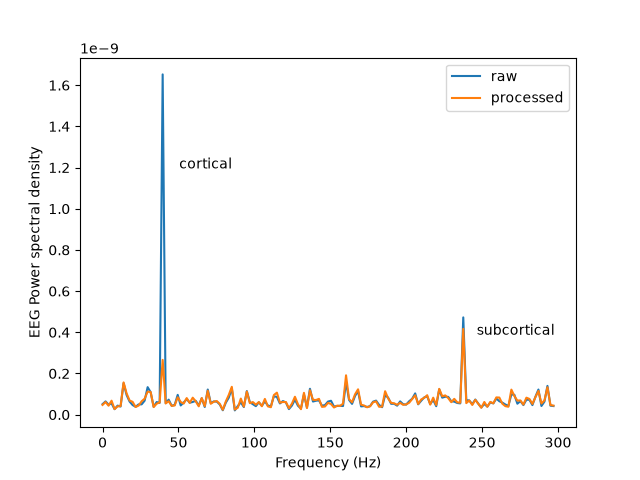 1e−9
raw
processed
cortical
subcortical
EEG Power spectral density
1.6
1.4
1.2
1.0
0.8
0.6
0.4
0.2
0.0
0 50 100 150 200 250 300
Frequency (Hz)